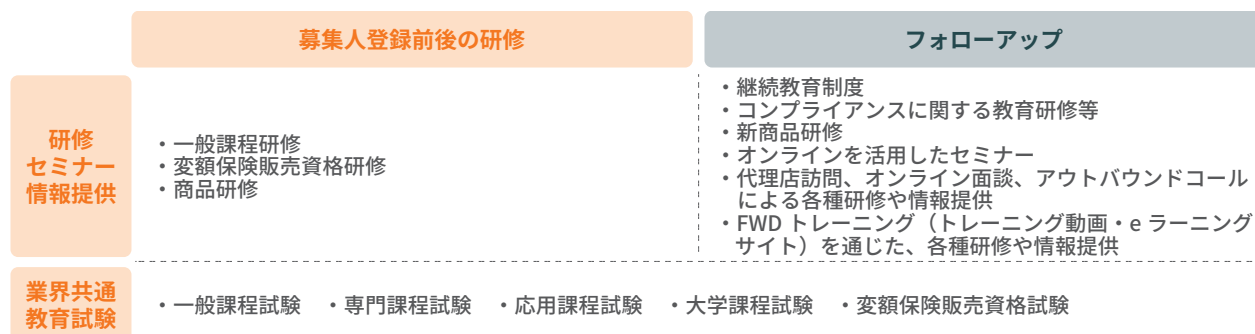 募集人登録前後の研修
フォローアップ
研修
セミナー
情報提供
・一般課程研修
・変額保険販売資格研修
・商品研修
・継続教育制度
・コンプライアンスに関する教育研修等
・新商品研修
・オンラインを活用したセミナー
・代理店訪問、オンライン面談、アウトバウンドコール
による各種研修や情報提供
・FWD トレーニング（トレーニング動画・e ラーニング
サイト）を通じた、各種研修や情報提供
業界共通
教育試験
・一般課程試験 ・専門課程試験 ・応用課程試験 ・大学課程試験 ・変額保険販売資格試験